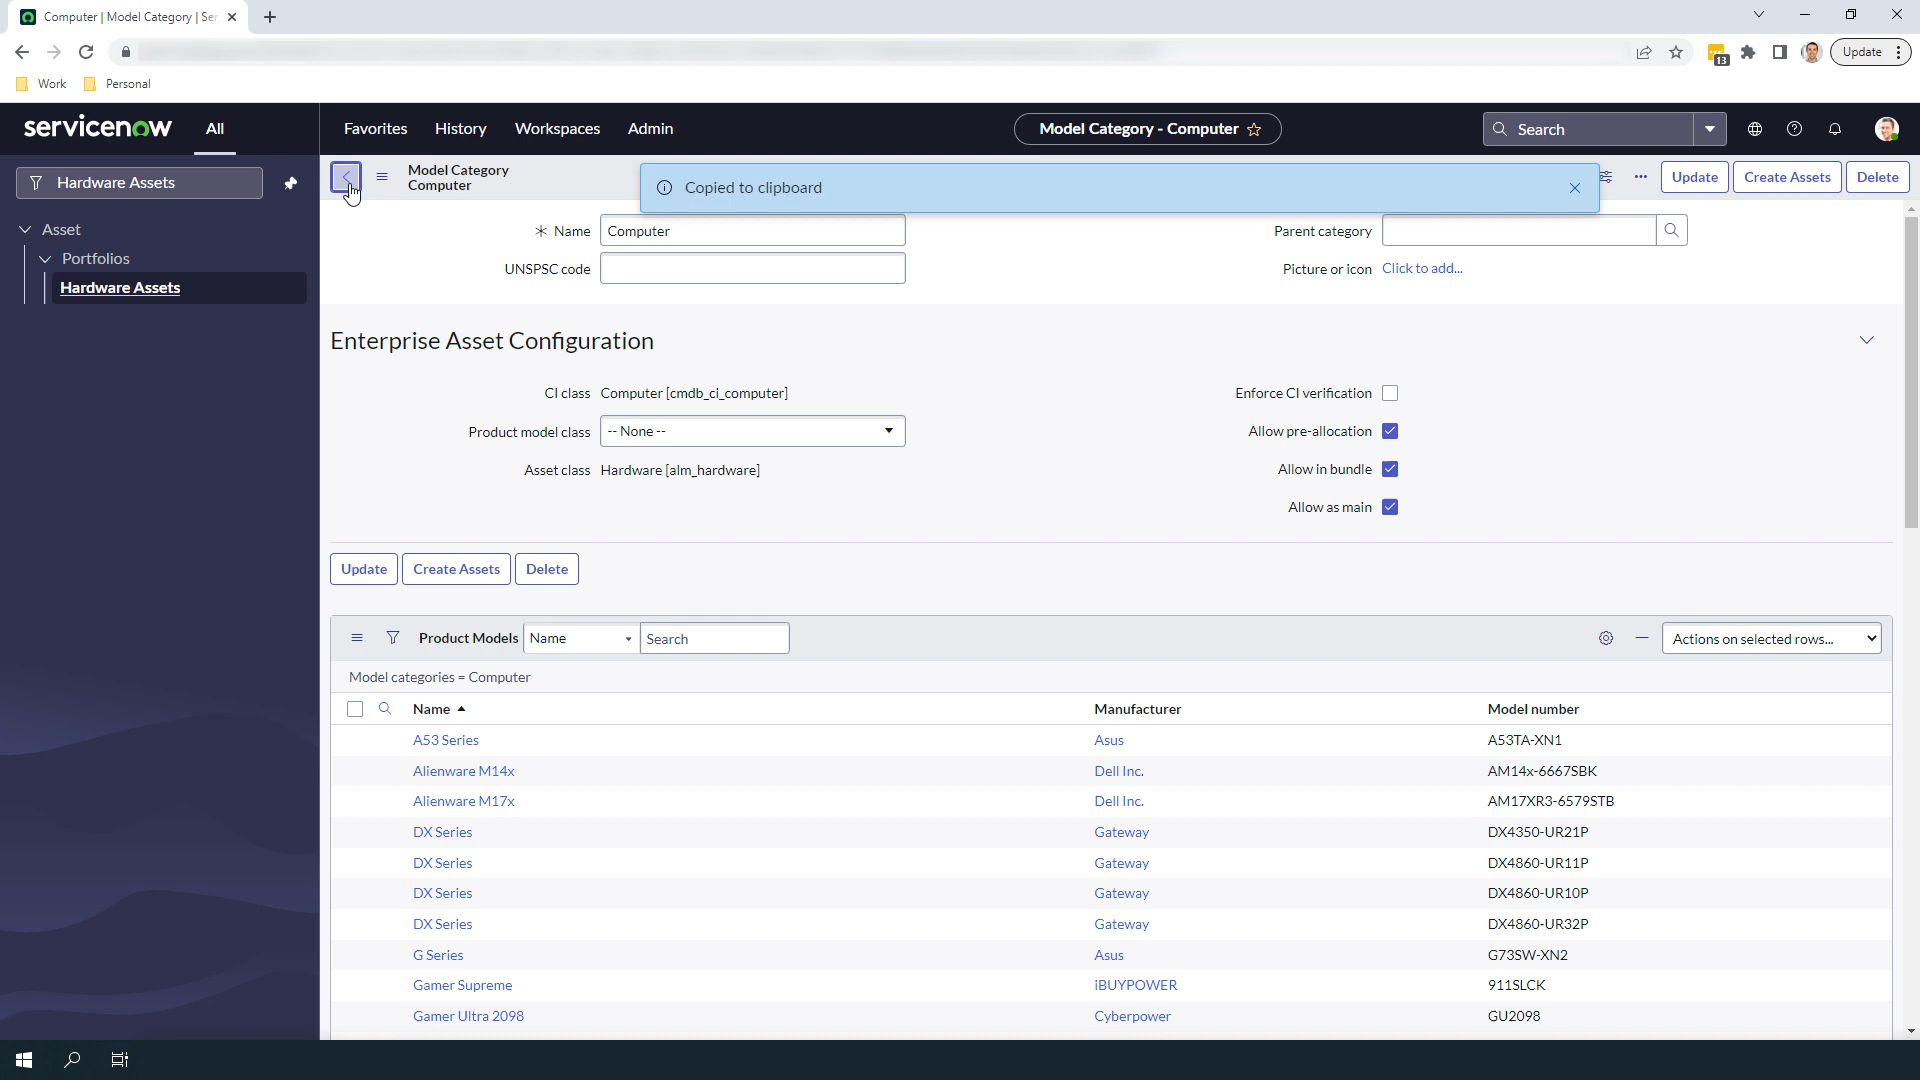 Computer | Model Category | Ser
Update
13
Work
Personal
servicenow
All
Favorites
History
Workspaces
Admin
Model Category - Computer
Search
Hardware Assets
Model Category
Computer
Copied to clipboard
Update
Create Assets
Delete
Asset
Portfolios
Hardware Assets
Name
Computer
Parent category
UNSPSC code
Picture or icon
Click to add...
Enterprise Asset Configuration
CI class
Computer [cmdb_ci_computer]
Enforce CI verification
Product model class
-- None --
Allow pre-allocation
Asset class
Hardware [alm_hardware]
Allow in bundle
Allow as main
Update
Create Assets
Delete
Product Models
Name
Search
Actions on selected rows...
Model categories = Computer
Name
Manufacturer
Model number
A53 Series
Asus
A53TA-XN1
Alienware M14x
Dell Inc.
AM14x-6667SBK
Alienware M17x
Dell Inc.
AM17XR3-6579STB
DX Series
Gateway
DX4350-UR21P
DX Series
Gateway
DX4860-UR11P
DX Series
Gateway
DX4860-UR10P
DX Series
Gateway
DX4860-UR32P
G Series
Asus
G73SW-XN2
Gamer Supreme
iBUYPOWER
911SLCK
Gamer Ultra 2098
Cyberpower
GU2098